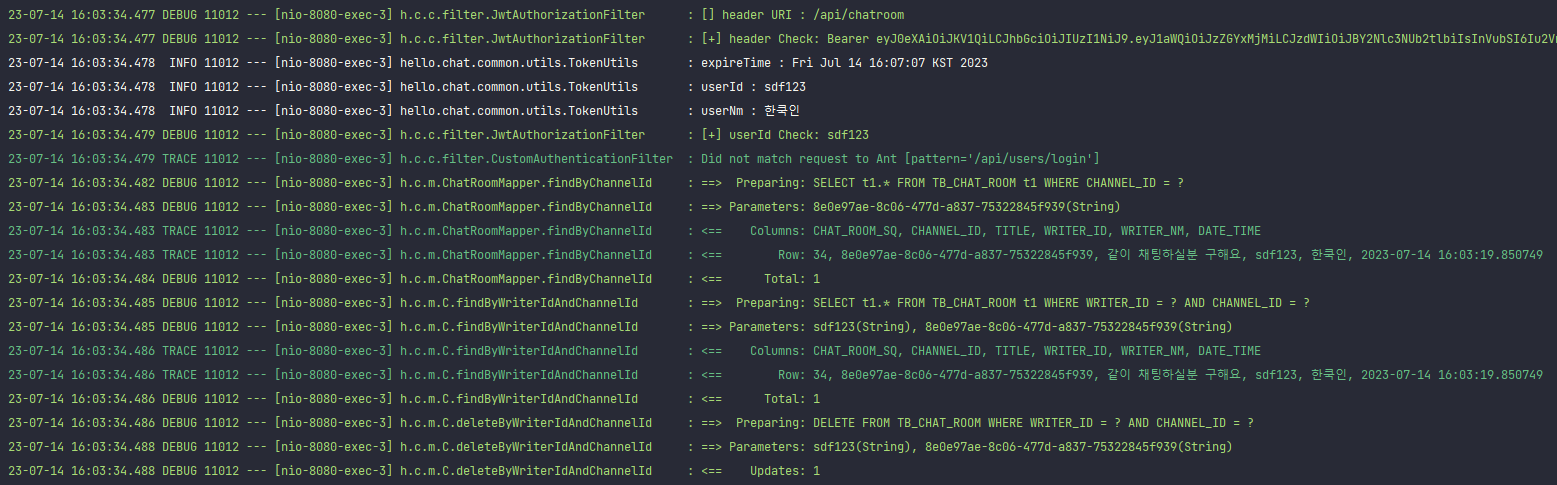 23-07-14 16:03:34.477 DEBUG 11012 --- [nio-8080-exec-3] h.c.c.filter.JwtAuthorizationFilter : [] header URI : /api/chatroom
23-07-14 16:03:34.477 DEBUG 11012 --- [nio-8080-exec-3] h.c.c.filter.JwtAuthorizationFilter : [+] header Check: Bearer
23-07-14 16:03:34.478 INFO 11012 --- [nio-8080-exec-3] hello.chat.common.utils.TokenUtils : expireTime : Fri Jul 14 16:07:07 KST 2023
23-07-14 16:03:34.478 INFO 11012 --- [nio-8080-exec-3] hello.chat.common.utils.TokenUtils : userId : sdf123
23-07-14 16:03:34.478 INFO 11012 --- [nio-8080-exec-3] hello.chat.common.utils.TokenUtils : userNm : 한쿡인
23-07-14 16:03:34.479 DEBUG 11012 --- [nio-8080-exec-3] h.c.c.filter.JwtAuthorizationFilter : [+] userId Check: sdf123
23-07-14 16:03:34.479 TRACE 11012 --- [nio-8080-exec-3] h.c.c.filter.CustomAuthenticationFilter : Did not match request to Ant [pattern='/api/users/login']
23-07-14 16:03:34.482 DEBUG 11012 --- [nio-8080-exec-3] h.c.m.ChatRoomMapper.findByChannelId : ==> Preparing: SELECT t1.* FROM TB_CHAT_ROOM t1 WHERE CHANNEL_ID = ?
23-07-14 16:03:34.483 DEBUG 11012 --- [nio-8080-exec-3] h.c.m.ChatRoomMapper.findByChannelId : ==> Parameters: 8e0e97ae-8c06-477d-a837-75322845f939(String)
23-07-14 16:03:34.483 TRACE 11012 --- [nio-8080-exec-3] h.c.m.ChatRoomMapper.findByChannelId : <== Columns: CHAT_ROOM_SQ, CHANNEL_ID, TITLE, WRITER_ID, WRITER_NM, DATE_TIME
23-07-14 16:03:34.483 TRACE 11012 --- [nio-8080-exec-3] h.c.m.ChatRoomMapper.findByChannelId : <== Row: 34, 8e0e97ae-8c06-477d-a837-75322845f939, 같이 채팅하실분 구해요, sdf123, 한쿡인, 2023-07-14 16:03:19.850749
23-07-14 16:03:34.484 DEBUG 11012 --- [nio-8080-exec-3] h.c.m.ChatRoomMapper.findByChannelId : <== Total: 1
23-07-14 16:03:34.485 DEBUG 11012 --- [nio-8080-exec-3] h.c.m.C.findByWriterIdAndChannelId : ==> Preparing: SELECT t1.* FROM TB_CHAT_ROOM t1 WHERE WRITER_ID = ? AND CHANNEL_ID = ?
23-07-14 16:03:34.485 DEBUG 11012 --- [nio-8080-exec-3] h.c.m.C.findByWriterIdAndChannelId : ==> Parameters: sdf123(String), 8e0e97ae-8c06-477d-a837-75322845f939(String)
23-07-14 16:03:34.486 TRACE 11012 --- [nio-8080-exec-3] h.c.m.C.findByWriterIdAndChannelId : <== Columns: CHAT_ROOM_SQ, CHANNEL_ID, TITLE, WRITER_ID, WRITER_NM, DATE_TIME
23-07-14 16:03:34.486 TRACE 11012 --- [nio-8080-exec-3] h.c.m.C.findByWriterIdAndChannelId : <== Row: 34, 8e0e97ae-8c06-477d-a837-75322845f939, 같이 채팅하실분 구해요, sdf123, 한쿡인, 2023-07-14 16:03:19.850749
23-07-14 16:03:34.486 DEBUG 11012 --- [nio-8080-exec-3] h.c.m.C.findByWriterIdAndChannelId : <== Total: 1
23-07-14 16:03:34.486 DEBUG 11012 --- [nio-8080-exec-3] h.c.m.C.deleteByWriterIdAndChannelId : ==> Preparing: DELETE FROM TB_CHAT_ROOM WHERE WRITER_ID = ? AND CHANNEL_ID = ?
23-07-14 16:03:34.488 DEBUG 11012 --- [nio-8080-exec-3] h.c.m.C.deleteByWriterIdAndChannelId : ==> Parameters: sdf123(String), 8e0e97ae-8c06-477d-a837-75322845f939(String)
23-07-14 16:03:34.488 DEBUG 11012 --- [nio-8080-exec-3] h.c.m.C.deleteByWriterIdAndChannelId : <== Updates: 1